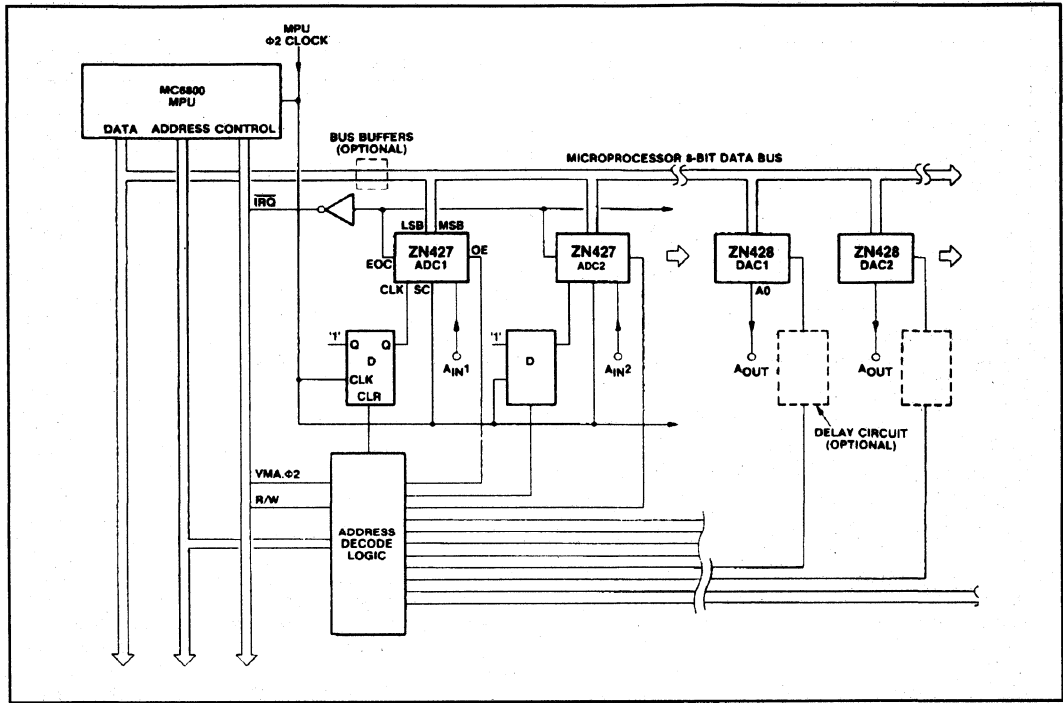 MPU
Φ2 CLOCK
MC6800
MPU
DATA ADDRESS CONTROL
BUS BUFFERS
(OPTIONAL)
MICROPROCESSOR 8-BIT DATA BUS
IRQ
LSB MSB
ZN427
ADC1
EOC
OE
CLK SC
ZN427
ADC2
ZN428
DAC1
A0
ZN428
DAC2
'1'
Q Q
D
CLK
CLR
AIN1
'1'
D
AIN2
AOUT
AOUT
DELAY CIRCUIT
(OPTIONAL)
VMA.Φ2
R/W
ADDRESS
DECODE
LOGIC